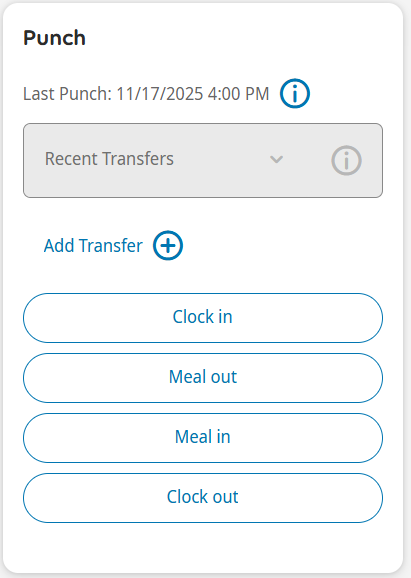 Punch
Last Punch: 11/17/2025 4:00 PM
Recent Transfers
Add Transfer
Clock in
Meal out
Meal in
Clock out